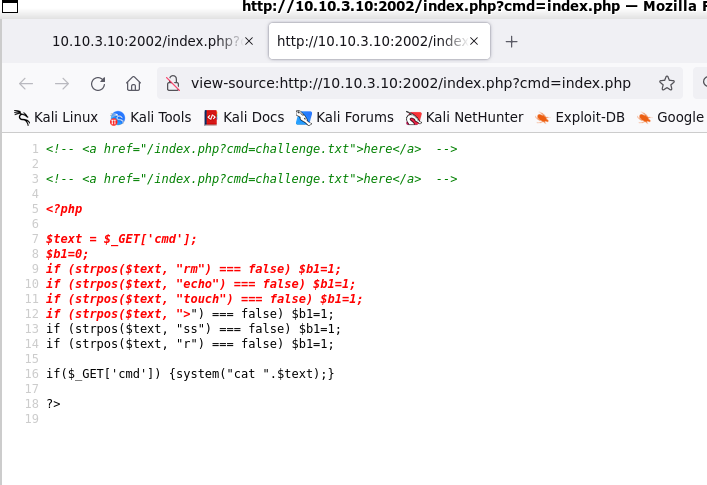 http://10.10.3.10:2002/index.php?cmd=index.php — Mozilla F
10.10.3.10:2002/index.php?
http://10.10.3.10:2002/inde
view-source:http://10.10.3.10:2002/index.php?cmd=index.php
Kali Linux Kali Tools Kali Docs Kali Forums Kali NetHunter Exploit-DB Google
1 <!-- <a href="/index.php?cmd=challenge.txt">here</a>  -->
2
3 <!-- <a href="/index.php?cmd=challenge.txt">here</a>  -->
4
5 <?php
6
7 $text = $_GET['cmd'];
8 $b1=0;
9 if (strpos($text, "rm") === false) $b1=1;
10 if (strpos($text, "echo") === false) $b1=1;
11 if (strpos($text, "touch") === false) $b1=1;
12 if (strpos($text, ">") === false) $b1=1;
13 if (strpos($text, "ss") === false) $b1=1;
14 if (strpos($text, "r") === false) $b1=1;
15
16 if($_GET['cmd']) {system("cat ".$text);}
17
18 ?>
19